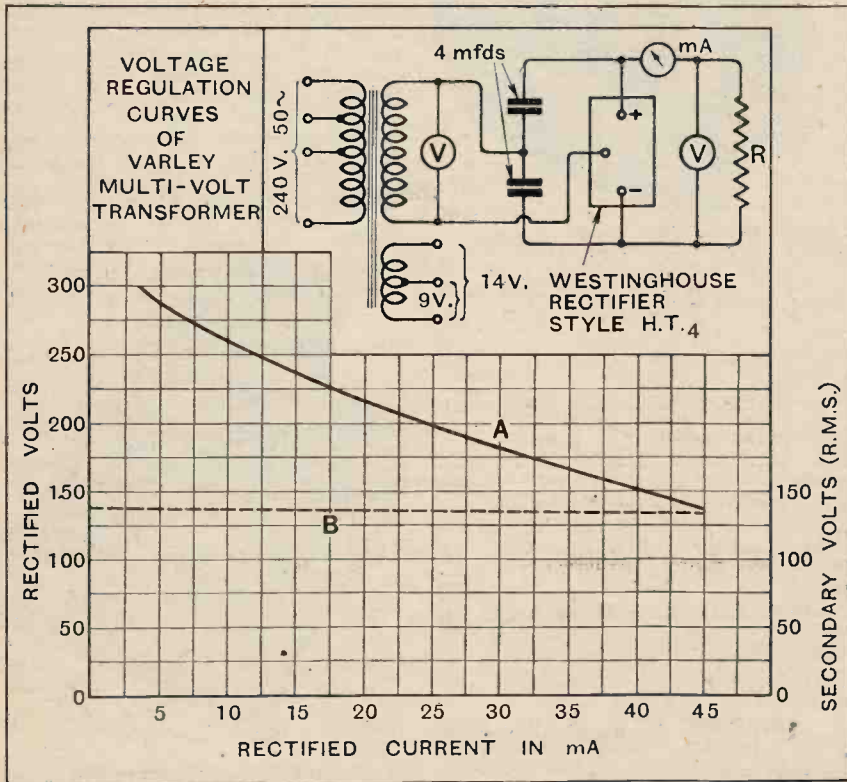 VOLTAGE
REGULATION
CURVES
OF
VARLEY
MULTI-VOLT
TRANSFORMER
240 V. 50~
4 mfds
mA
V
+
V
R
−
14V.
9V.
WESTINGHOUSE
RECTIFIER
STYLE H.T.4
RECTIFIED VOLTS
300
250
200
150
100
50
0
A
B
150
100
50
0
SECONDARY VOLTS (R.M.S.)
5 10 15 20 25 30 35 40 45
RECTIFIED CURRENT IN mA